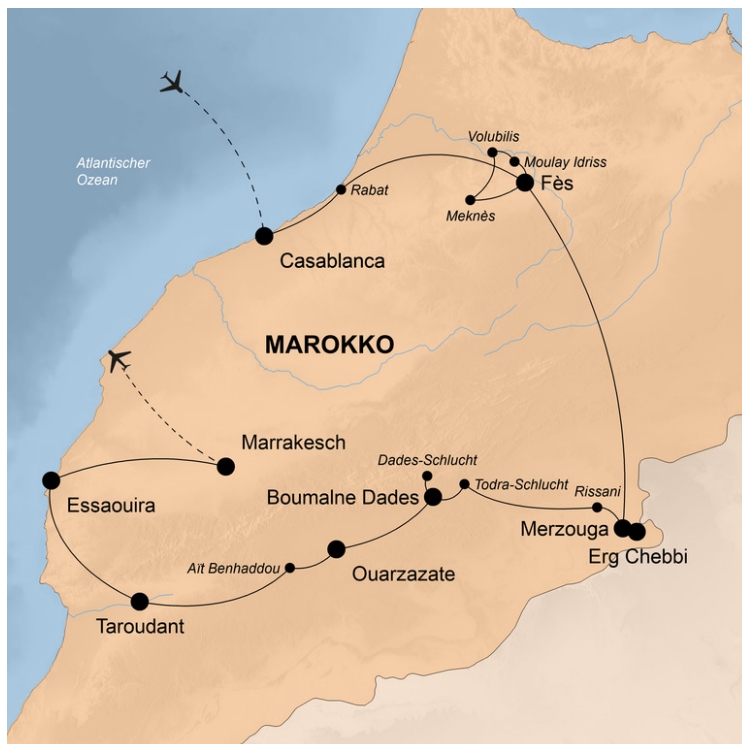 Atlantischer
Ozean
Volubilis
Moulay Idriss
Fès
Rabat
Meknès
Casablanca
MAROKKO
Marrakesch
Dades-Schlucht
Todra-Schlucht
Rissani
Essaouira
Boumalne Dades
Merzouga
Erg Chebbi
Aït Benhaddou
Ouarzazate
Taroudant